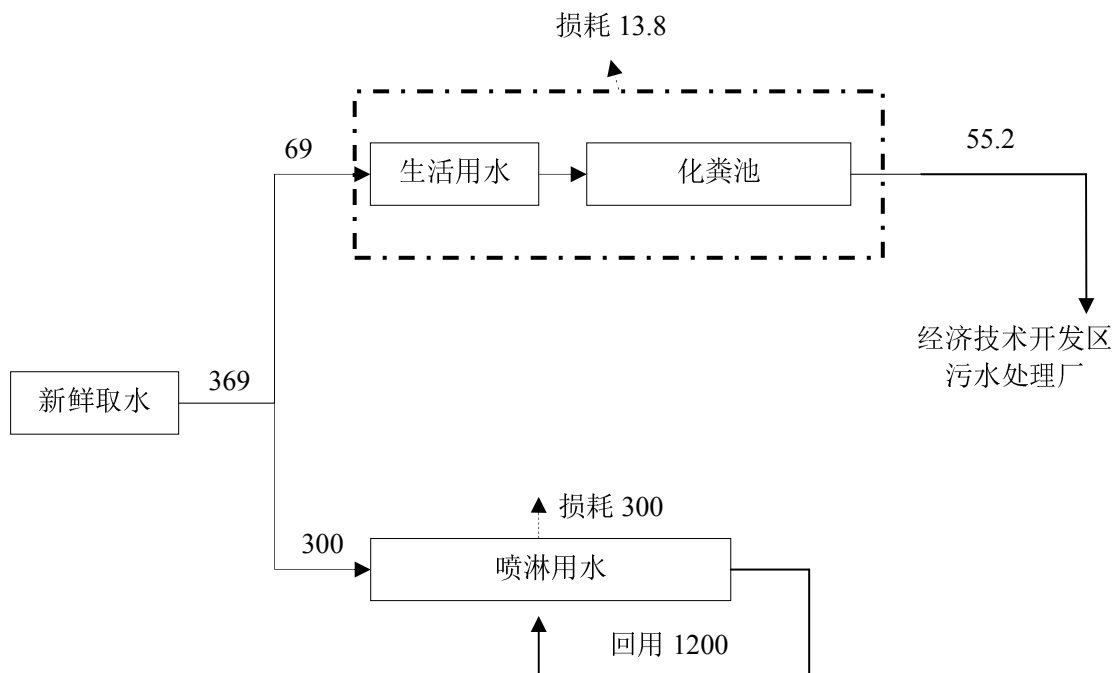 损耗 13.8
69
55.2
生活用水
化粪池
经济技术开发区
污水处理厂
369
新鲜取水
损耗 300
300
喷淋用水
回用 1200